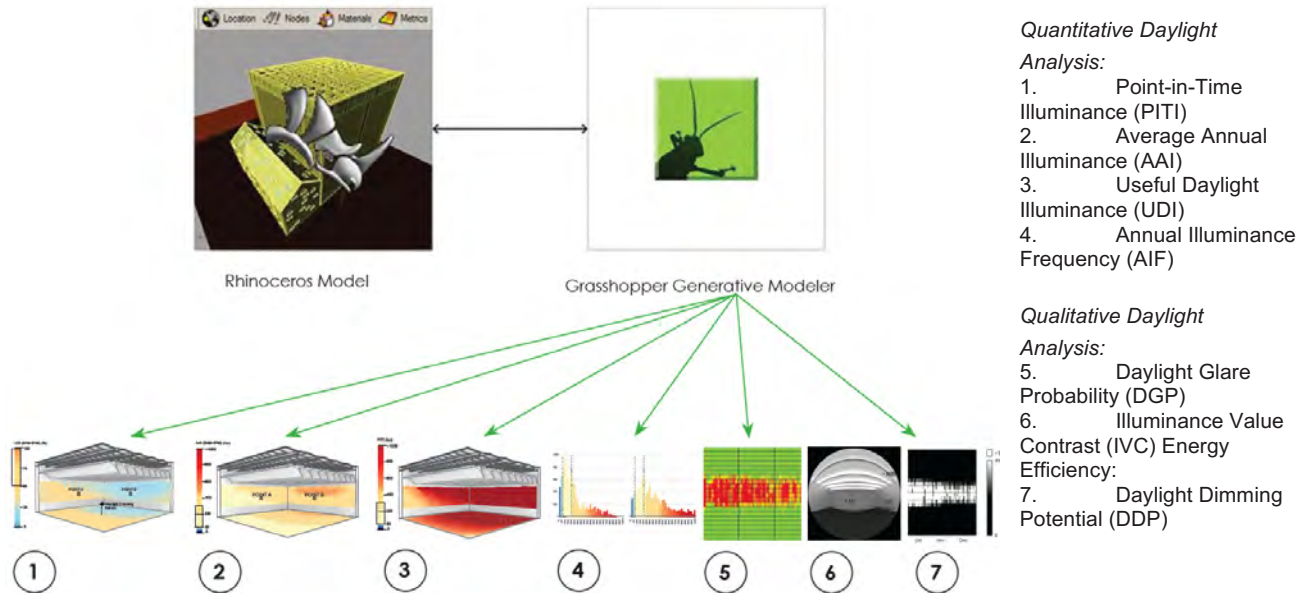 Location Nodes Materials Metrics
Rhinoceros Model
Grasshopper Generative Modeler
POINT A
POINT B
POINT A
POINT B
1
2
3
4
5
6
7
Quantitative Daylight
Analysis:
1. Point-in-Time
Illuminance (PITI)
2. Average Annual
Illuminance (AAI)
3. Useful Daylight
Illuminance (UDI)
4. Annual Illuminance
Frequency (AIF)
Qualitative Daylight
Analysis:
5. Daylight Glare
Probability (DGP)
6. Illuminance Value
Contrast (IVC) Energy
Efficiency:
7. Daylight Dimming
Potential (DDP)